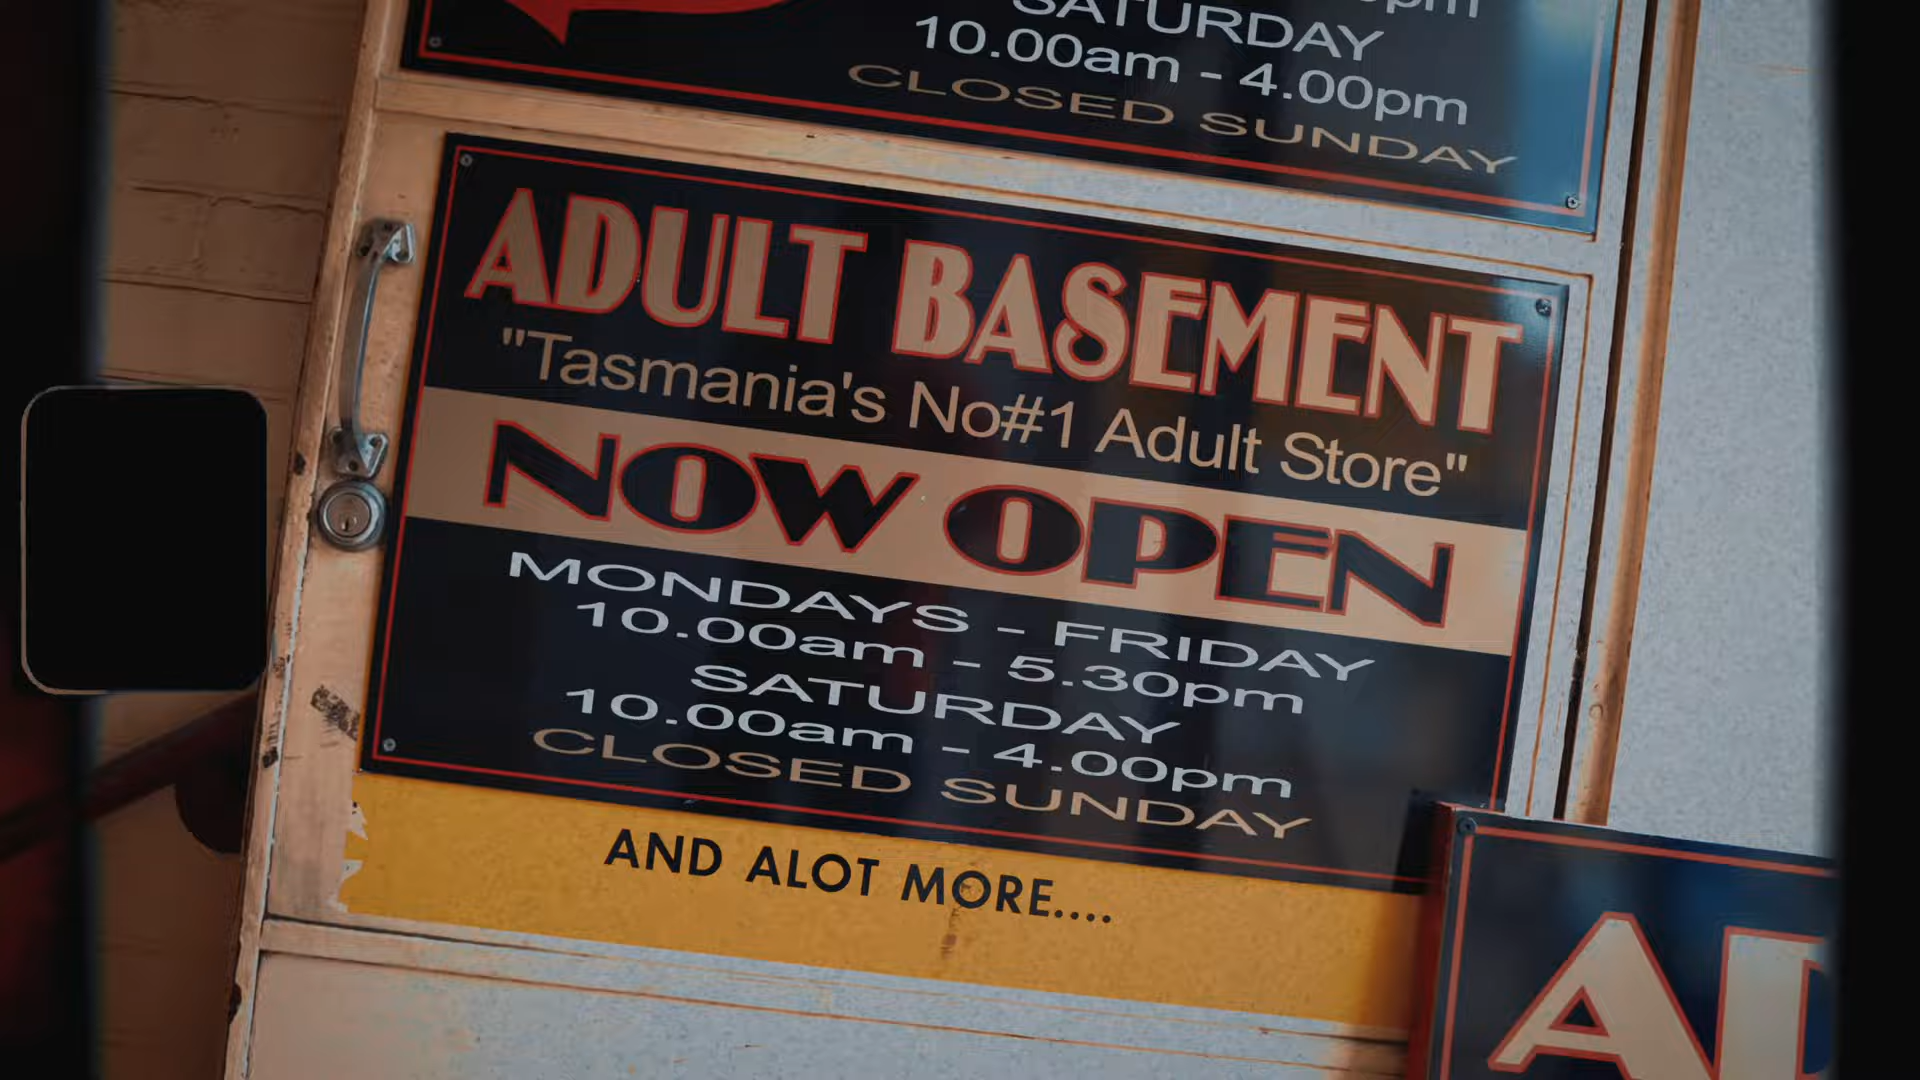 SATURDAY
10.00am - 4.00pm
CLOSED SUNDAY
ADULT BASEMENT
"Tasmania's No#1 Adult Store"
NOW OPEN
MONDAYS - FRIDAY
10.00am - 5.30pm
SATURDAY
10.00am - 4.00pm
CLOSED SUNDAY
AND ALOT MORE....